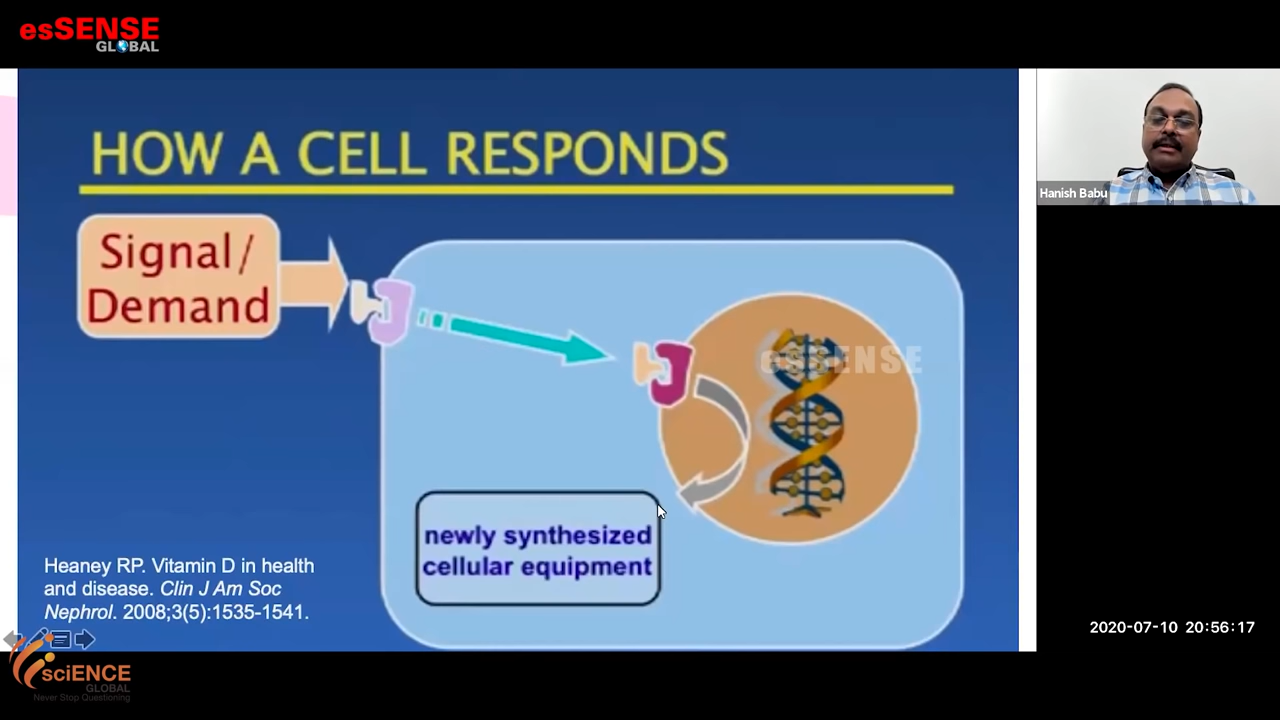 esSENSE
GLOBAL
HOW A CELL RESPONDS
Signal/
Demand
esSENSE
newly synthesized
cellular equipment
Heaney RP. Vitamin D in health
and disease. Clin J Am Soc
Nephrol. 2008;3(5):1535-1541.
Hanish Babu
2020-07-10 20:56:17
sciENCE
GLOBAL
Never Stop Questioning